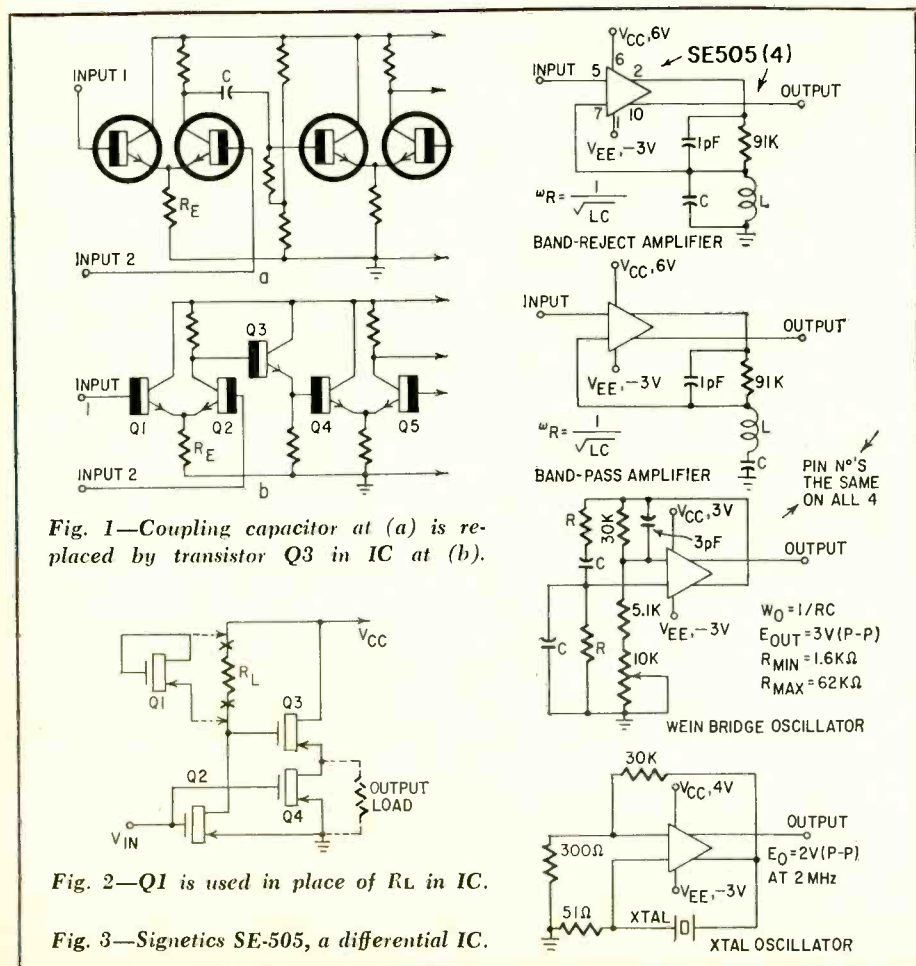 INPUT 1
C
RE
INPUT 2
a
Q3
INPUT
1
Q1
Q2
Q4
Q5
RE
INPUT 2
b
Fig. 1—Coupling capacitor at (a) is re-
placed by transistor Q3 in IC at (b).
VCC
RL
Q1
Q3
Q2
Q4
OUTPUT
LOAD
VIN
Fig. 2—Q1 is used in place of RL in IC.
Fig. 3—Signetics SE-505, a differential IC.
VCC, 6V
SE505 (4)
6
INPUT
5
2
OUTPUT
7
10
1
VEE, -3V
1pF
91K
ωR = 1/√LC
C
L
BAND-REJECT AMPLIFIER
VCC, 6V
INPUT
OUTPUT
VEE, -3V
1pF
91K
ωR = 1/√LC
L
C
BAND-PASS AMPLIFIER
PIN Nº'S
THE SAME
ON ALL 4
R
30K
VCC, 3V
3pF
C
OUTPUT
5.1K
VEE, -3V
C
R
10K
WO = 1/RC
EOUT = 3V (P-P)
RMIN = 1.6KΩ
RMAX = 62KΩ
WEIN BRIDGE OSCILLATOR
30K
VCC, 4V
OUTPUT
300Ω
EO = 2V (P-P)
AT 2 MHz
VEE, -3V
51Ω
XTAL
XTAL OSCILLATOR